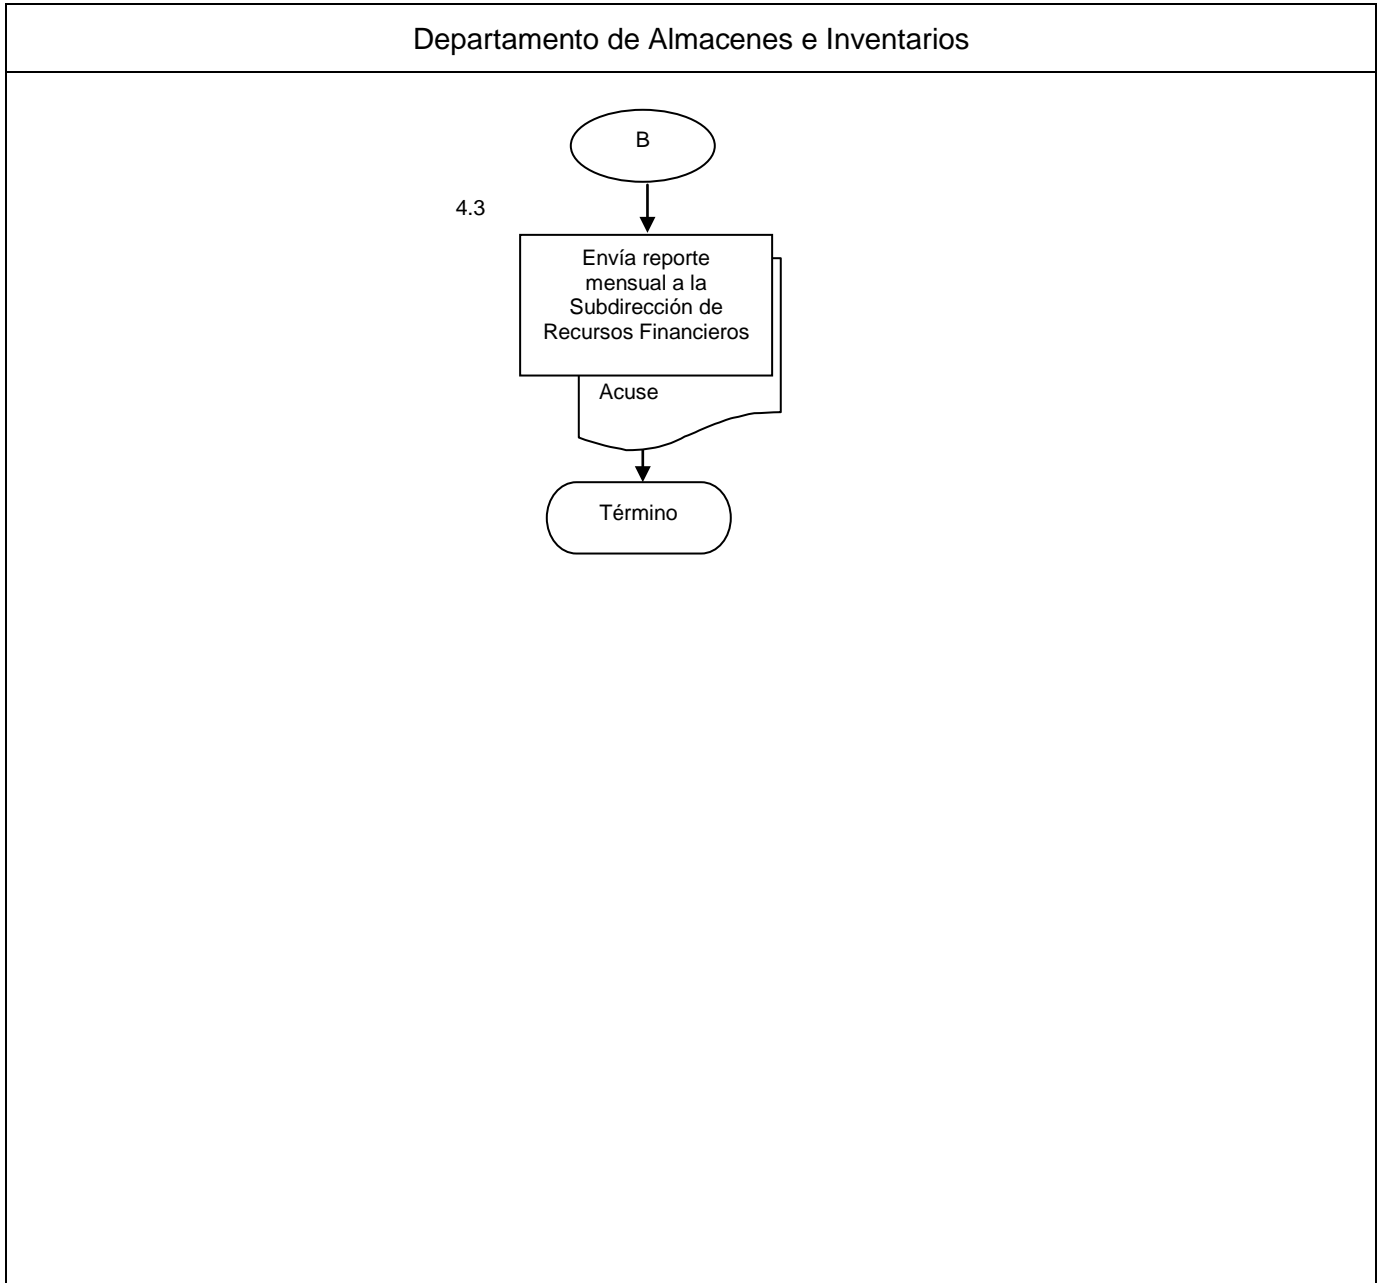 Departamento de Almacenes e Inventarios
B
4.3
Envía reporte
mensual a la
Subdirección de
Recursos Financieros
Acuse
Término